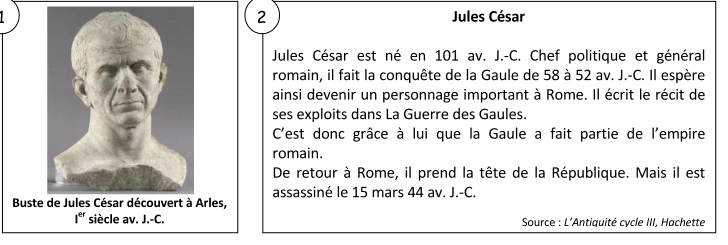 1
Buste de Jules César découvert à Arles,
Ier siècle av. J.-C.
2
Jules César
Jules César est né en 101 av. J.-C. Chef politique et général
romain, il fait la conquête de la Gaule de 58 à 52 av. J.-C. Il espère
ainsi devenir un personnage important à Rome. Il écrit le récit de
ses exploits dans La Guerre des Gaules.
C’est donc grâce à lui que la Gaule a fait partie de l’empire
romain.
De retour à Rome, il prend la tête de la République. Mais il est
assassiné le 15 mars 44 av. J.-C.
Source : L’Antiquité cycle III, Hachette